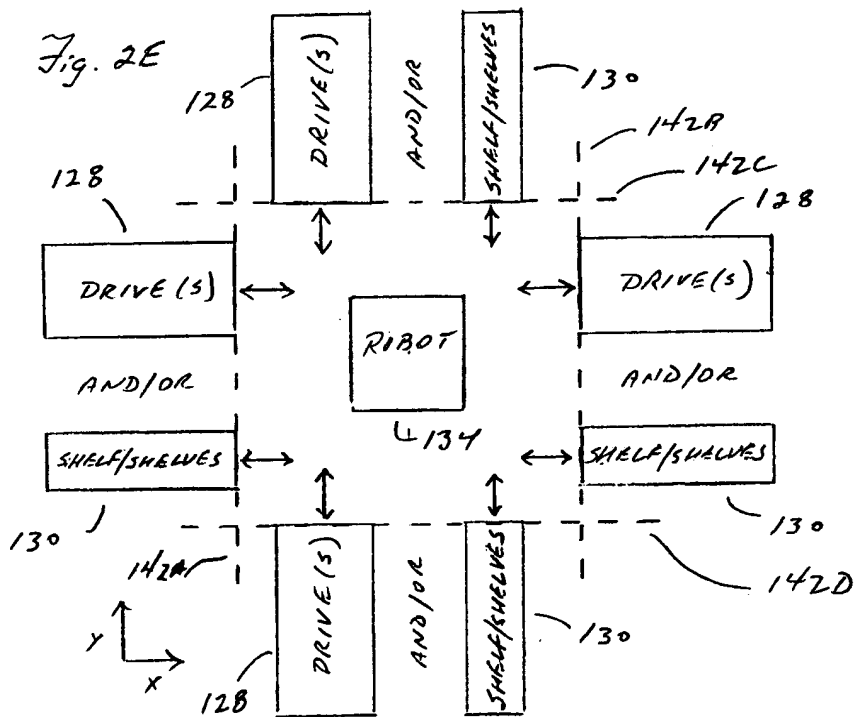 Fig. 2E
128
DRIVE(S)
AND/OR
SHELF/SHELVES
130
142B
142C
128
DRIVE(S)
128
DRIVE(S)
ROBOT
134
AND/OR
AND/OR
SHELF/SHELVES
130
SHELF/SHELVES
130
142A
142D
128
DRIVE(S)
AND/OR
SHELF/SHELVES
130
Y
X